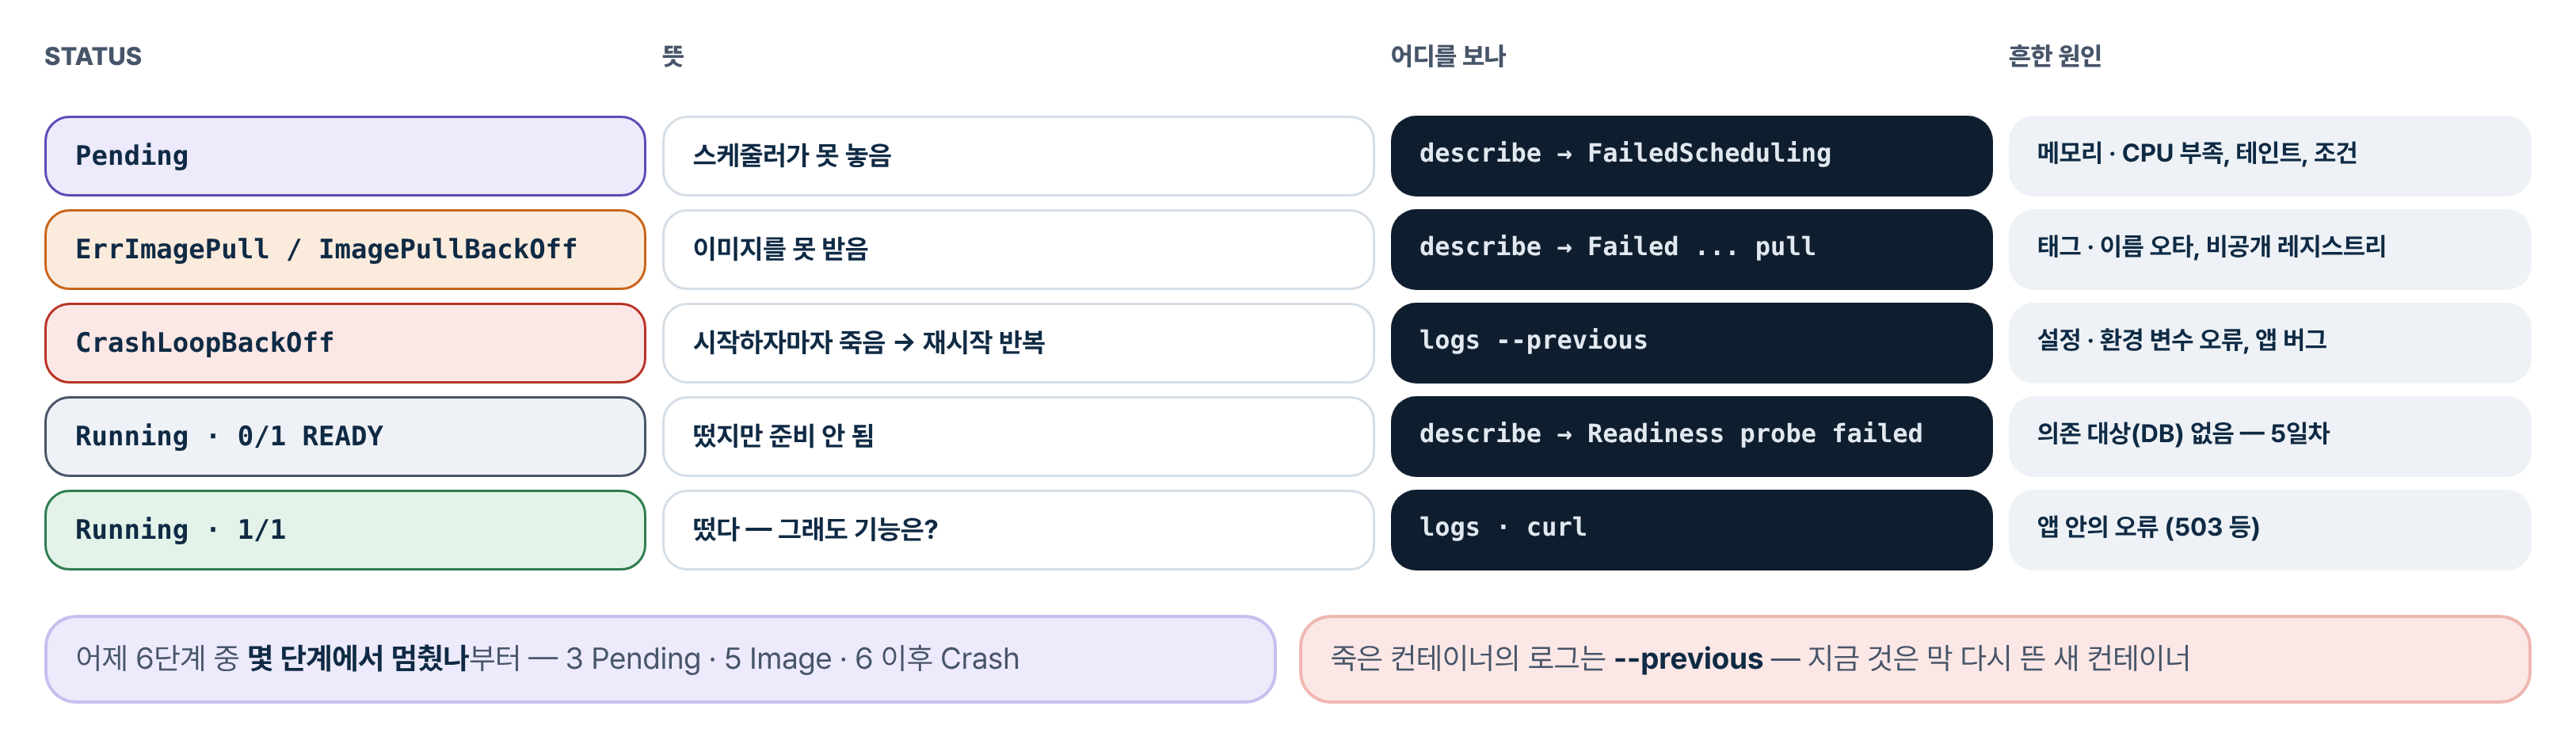 STATUS 뜻 어디를 보나 흔한 원인
Pending 스케줄러가 못 놓음 describe → FailedScheduling 메모리 · CPU 부족, 테인트, 조건
ErrImagePull / ImagePullBackOff 이미지를 못 받음 describe → Failed ... pull 태그 · 이름 오타, 비공개 레지스트리
CrashLoopBackOff 시작하자마자 죽음 → 재시작 반복 logs --previous 설정 · 환경 변수 오류, 앱 버그
Running · 0/1 READY 떴지만 준비 안 됨 describe → Readiness probe failed 의존 대상(DB) 없음 — 5일차
Running · 1/1 떴다 — 그래도 기능은? logs · curl 앱 안의 오류 (503 등)
어제 6단계 중 몇 단계에서 멈췄나부터 — 3 Pending · 5 Image · 6 이후 Crash
죽은 컨테이너의 로그는 --previous — 지금 것은 막 다시 뜬 새 컨테이너